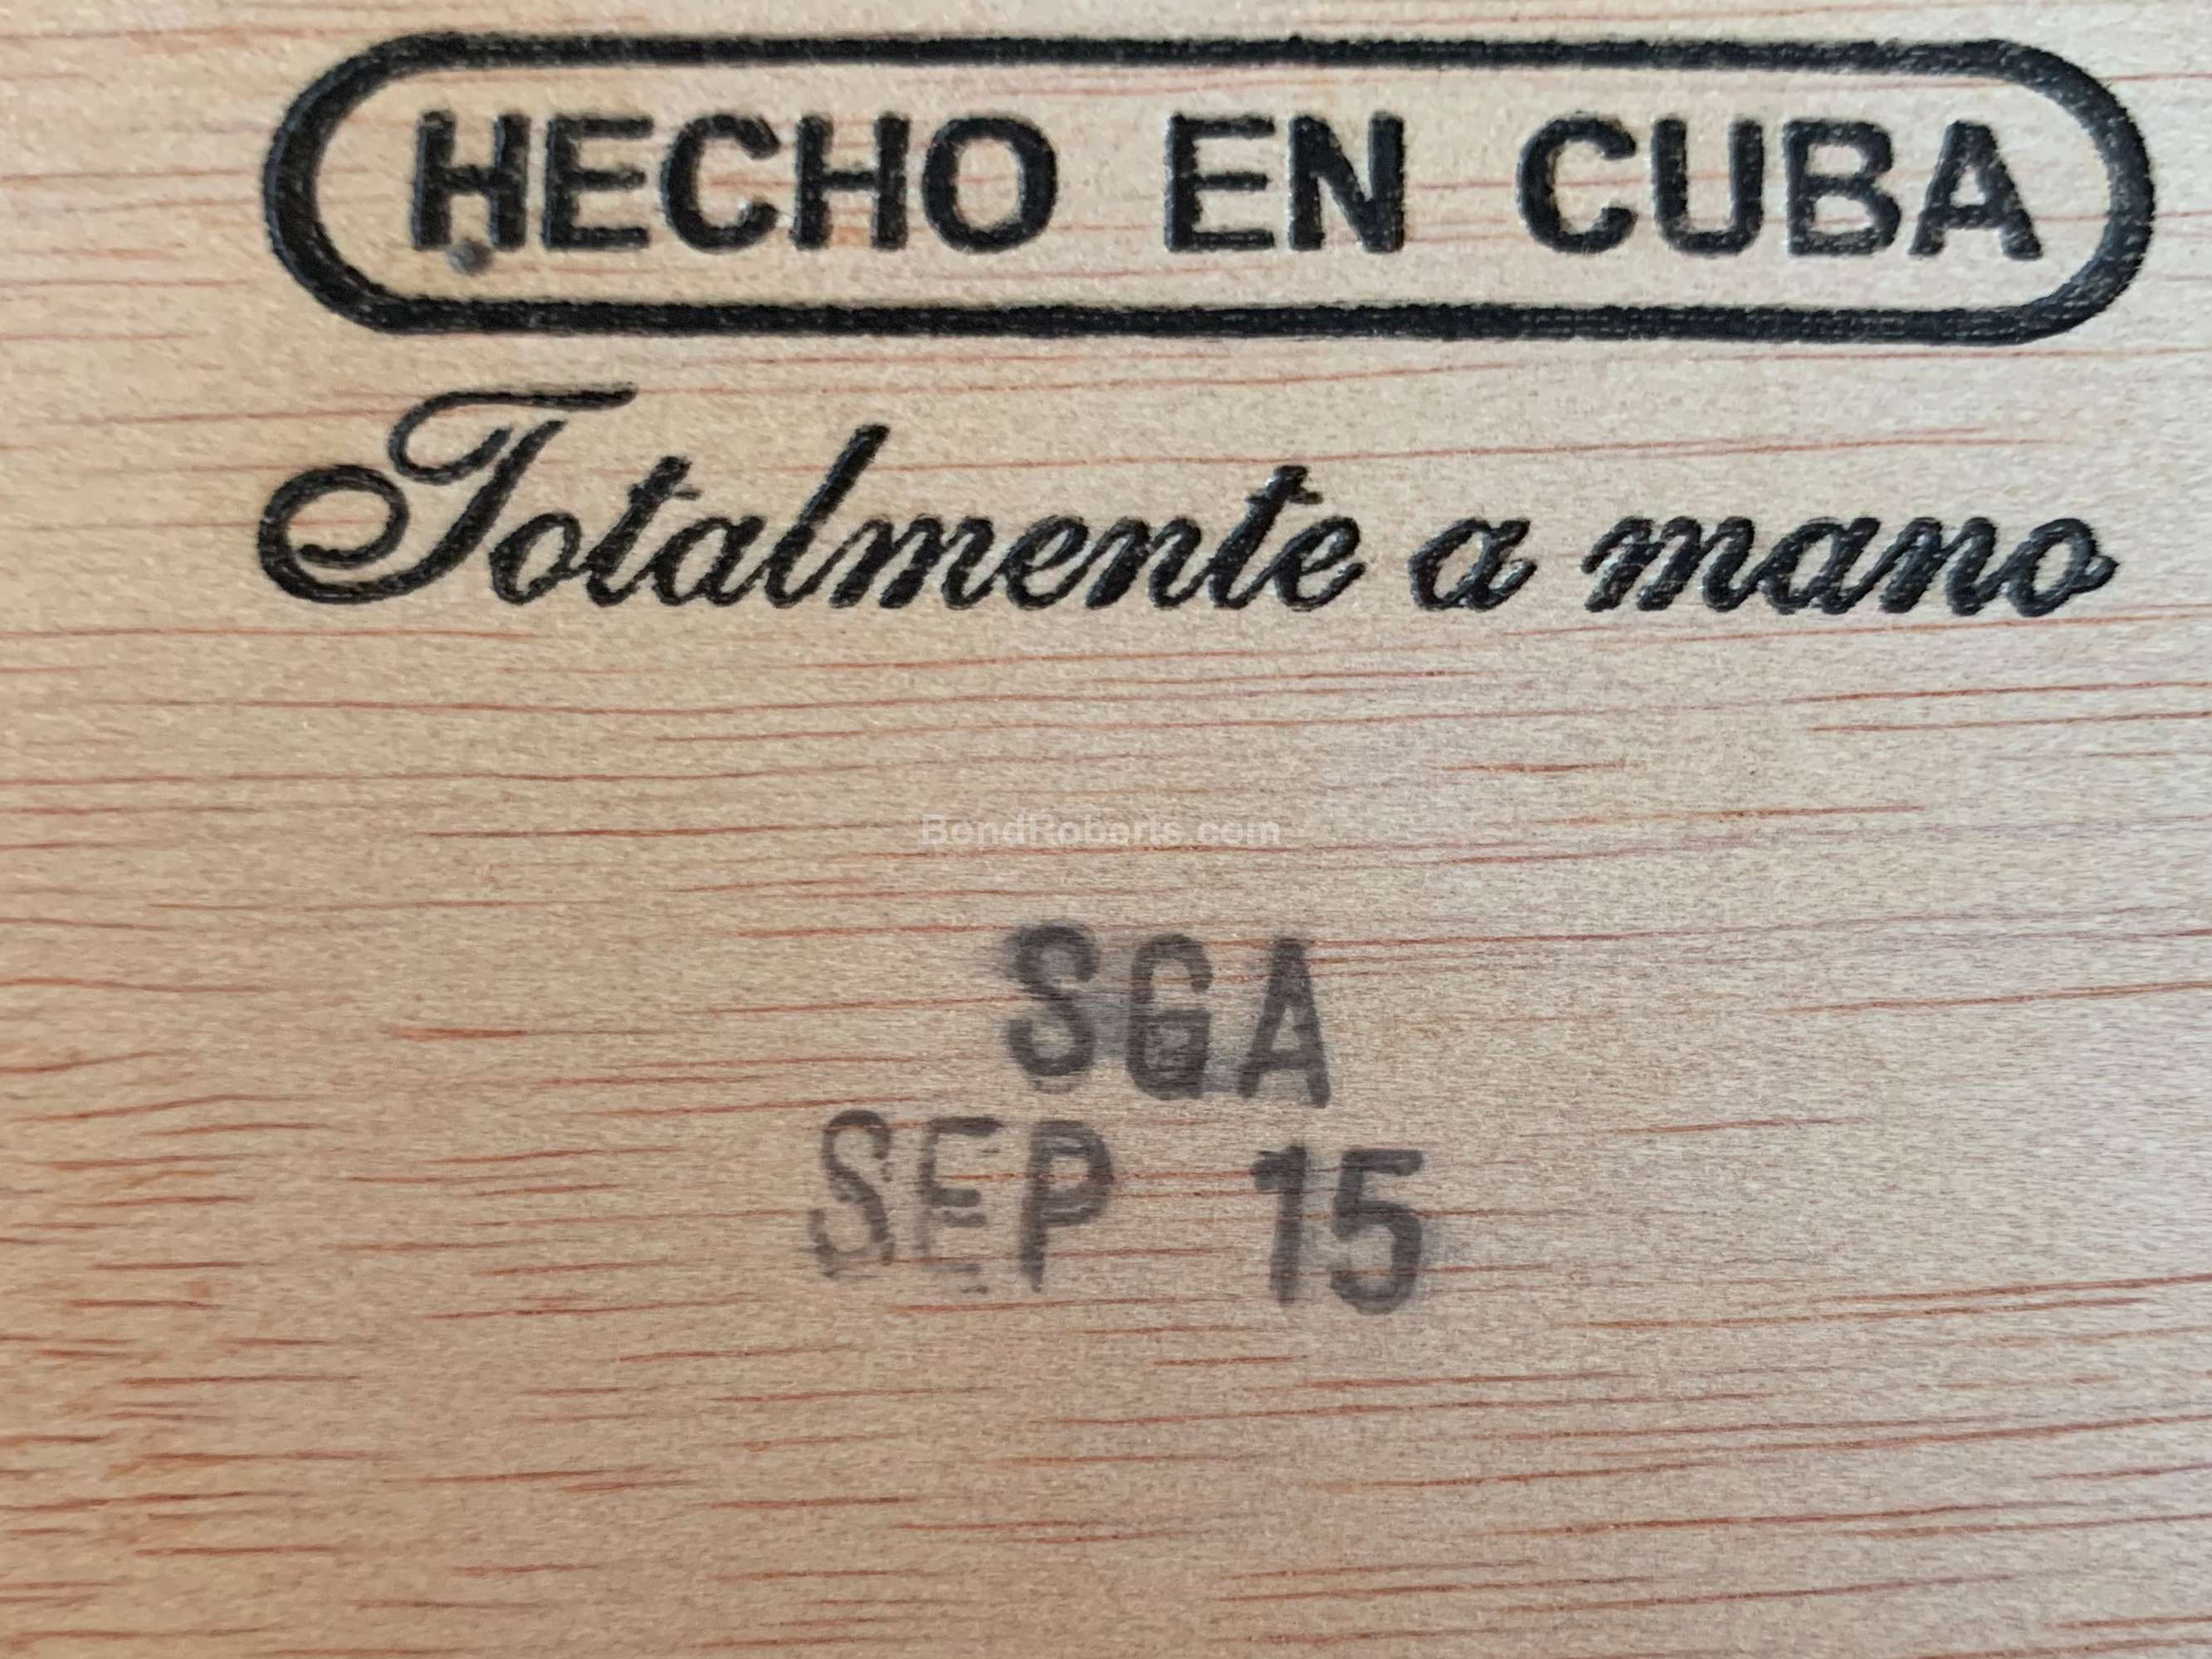 HECHO EN CUBA
Totalmente a mano
BondRoberts.com
SGA
SEP 15